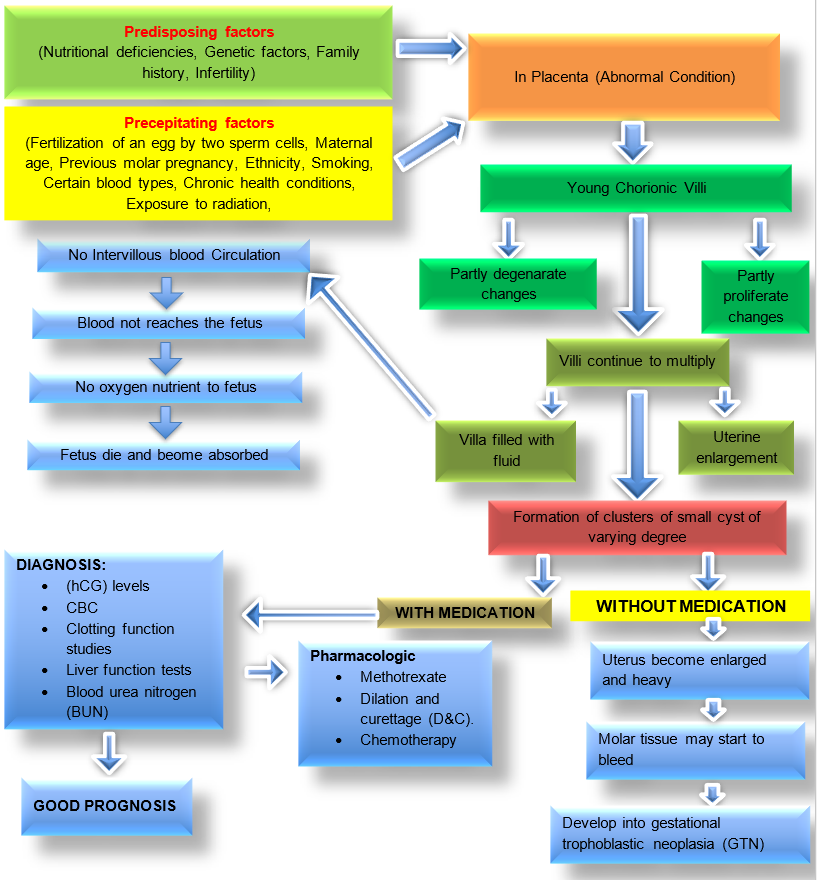 Predisposing factors
(Nutritional deficiencies, Genetic factors, Family
history, Infertility)
Precepitating factors
(Fertilization of an egg by two sperm cells, Maternal
age, Previous molar pregnancy, Ethnicity, Smoking,
Certain blood types, Chronic health conditions,
Exposure to radiation,
In Placenta (Abnormal Condition)
Young Chorionic Villi
Partly degenarate
changes
Partly
proliferate
changes
Villi continue to multiply
Villa filled with
fluid
Uterine
enlargement
No Intervillous blood Circulation
Blood not reaches the fetus
No oxygen nutrient to fetus
Fetus die and beome absorbed
Formation of clusters of small cyst of
varying degree
WITH MEDICATION
WITHOUT MEDICATION
DIAGNOSIS:
• (hCG) levels
• CBC
• Clotting function
studies
• Liver function tests
• Blood urea nitrogen
(BUN)
Pharmacologic
• Methotrexate
• Dilation and
curettage (D&C).
• Chemotherapy
GOOD PROGNOSIS
Uterus become enlarged
and heavy
Molar tissue may start to
bleed
Develop into gestational
trophoblastic neoplasia (GTN)